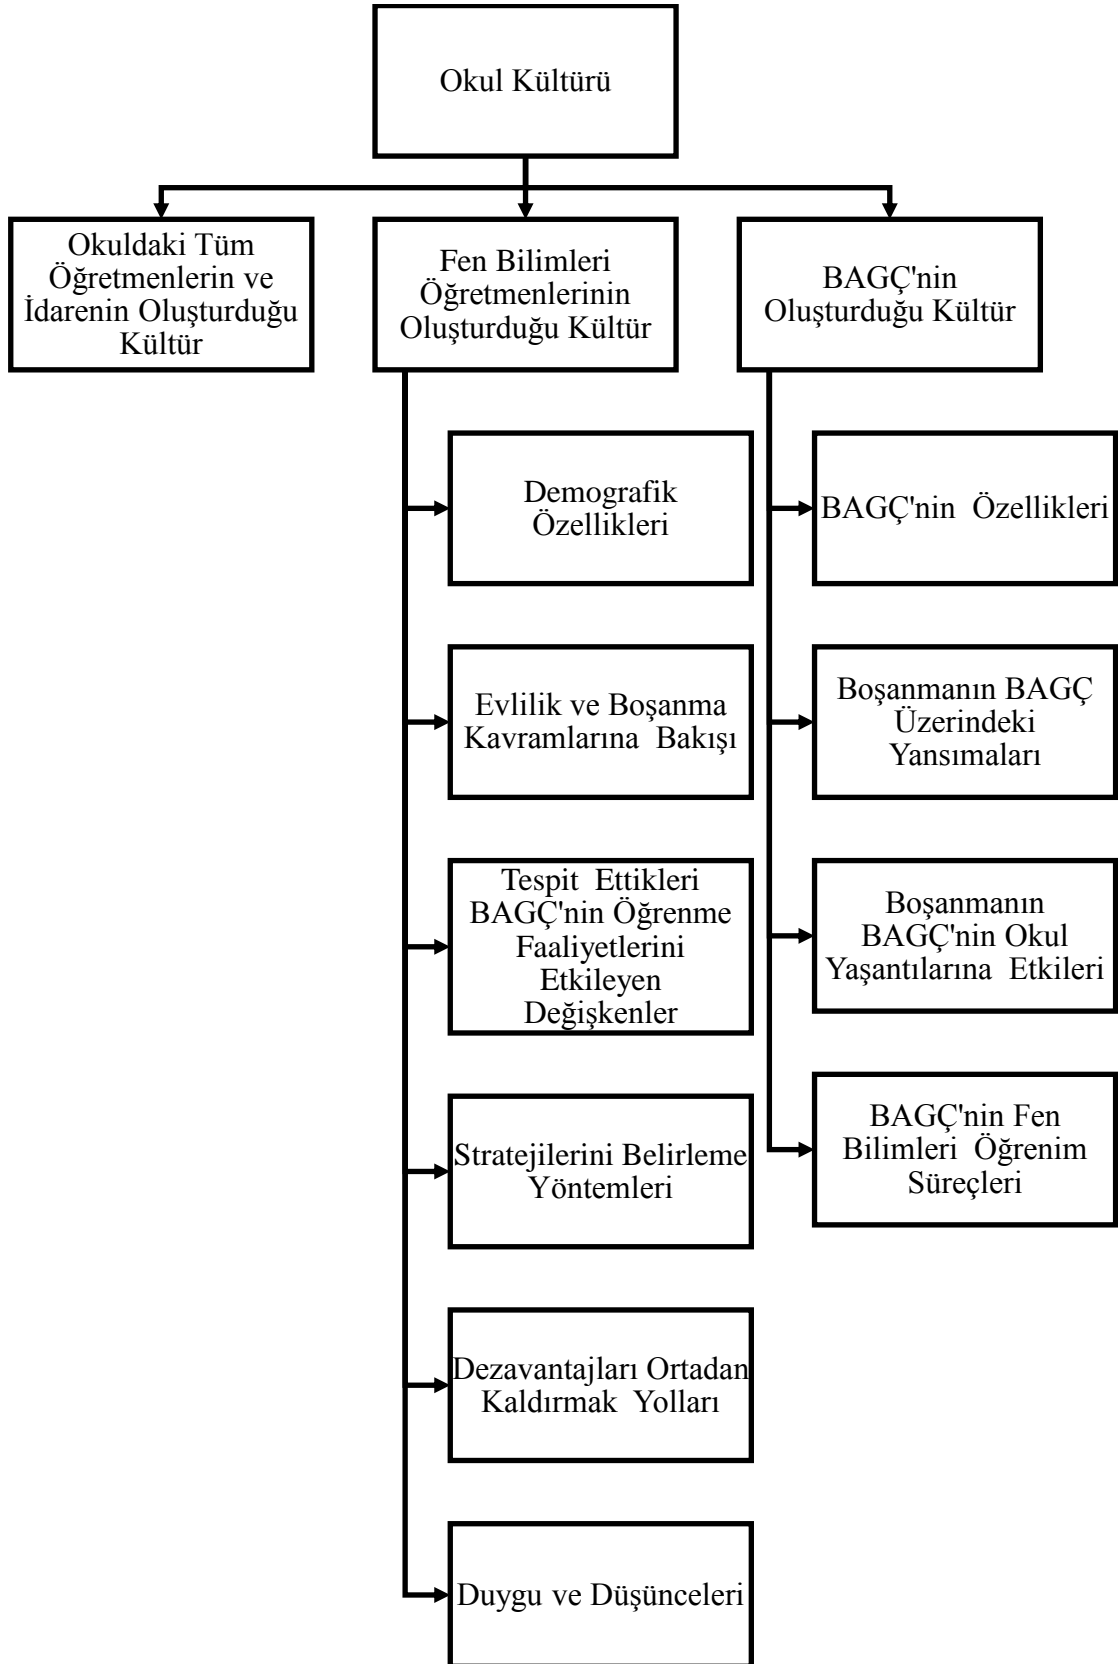 Okul Kültürü
Okuldaki Tüm
Öğretmenlerin ve
İdarenin Oluşturduğu
Kültür
Fen Bilimleri
Öğretmenlerinin
Oluşturduğu Kültür
BAGÇ'nin
Oluşturduğu Kültür
Demografik
Özellikleri
Evlilik ve Boşanma
Kavramlarına Bakışı
Tespit Ettikleri
BAGÇ'nin Öğrenme
Faaliyetlerini
Etkileyen
Değişkenler
Stratejilerini Belirleme
Yöntemleri
Dezavantajları Ortadan
Kaldırmak Yolları
Duygu ve Düşünceleri
BAGÇ'nin Özellikleri
Boşanmanın BAGÇ
Üzerindeki
Yansımaları
Boşanmanın
BAGÇ'nin Okul
Yaşantılarına Etkileri
BAGÇ'nin Fen
Bilimleri Öğrenim
Süreçleri